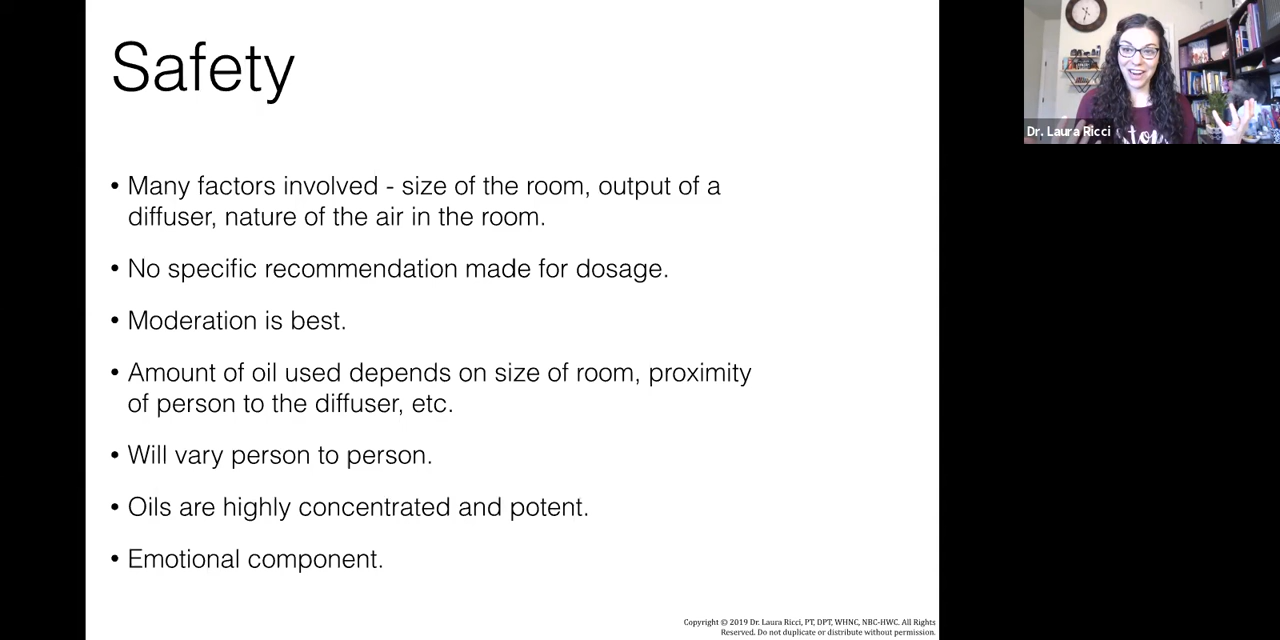 Safety
• Many factors involved - size of the room, output of a
diffuser, nature of the air in the room.
• No specific recommendation made for dosage.
• Moderation is best.
• Amount of oil used depends on size of room, proximity
of person to the diffuser, etc.
• Will vary person to person.
• Oils are highly concentrated and potent.
• Emotional component.
Copyright © 2019 Dr. Laura Ricci, PT, DPT, WHNC, NBC-HWC. All Rights
Reserved. Do not duplicate or distribute without permission.
Dr. Laura Ricci